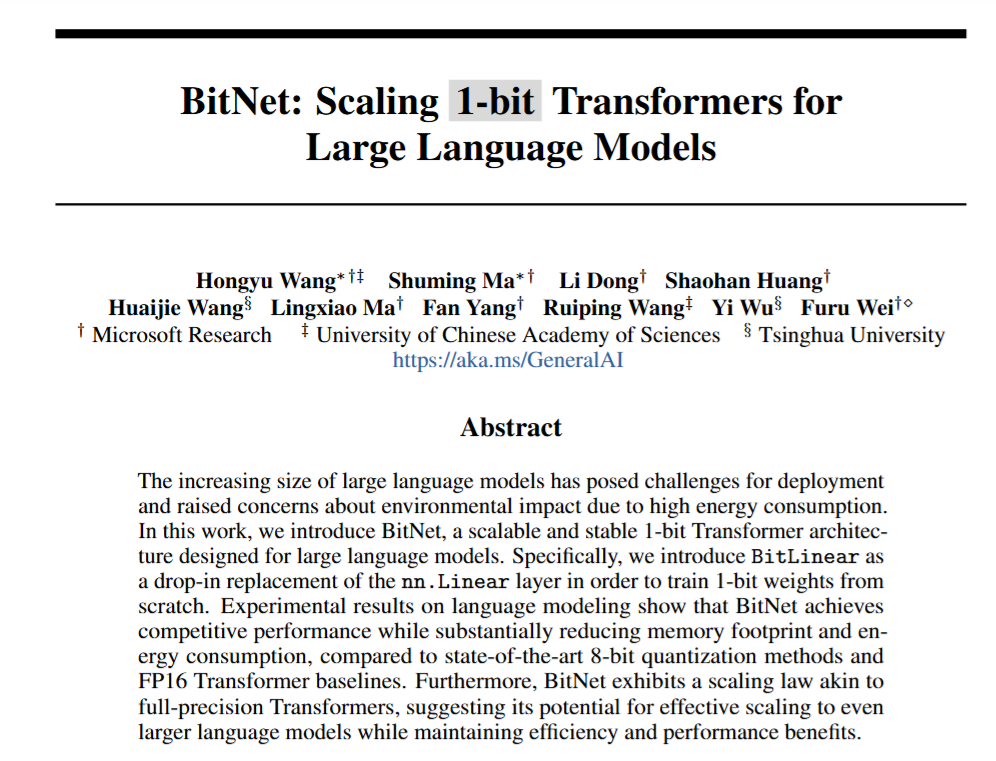 BitNet: Scaling 1-bit Transformers for
Large Language Models
Hongyu Wang*†‡ Shuming Ma*† Li Dong† Shaohan Huang†
Huaijie Wang§ Lingxiao Ma† Fan Yang† Ruiping Wang‡ Yi Wu§ Furu Wei†⋄
† Microsoft Research ‡ University of Chinese Academy of Sciences § Tsinghua University
https://aka.ms/GeneralAI
Abstract
The increasing size of large language models has posed challenges for deployment
and raised concerns about environmental impact due to high energy consumption.
In this work, we introduce BitNet, a scalable and stable 1-bit Transformer architec-
ture designed for large language models. Specifically, we introduce BitLinear as
a drop-in replacement of the nn.Linear layer in order to train 1-bit weights from
scratch. Experimental results on language modeling show that BitNet achieves
competitive performance while substantially reducing memory footprint and en-
ergy consumption, compared to state-of-the-art 8-bit quantization methods and
FP16 Transformer baselines. Furthermore, BitNet exhibits a scaling law akin to
full-precision Transformers, suggesting its potential for effective scaling to even
larger language models while maintaining efficiency and performance benefits.